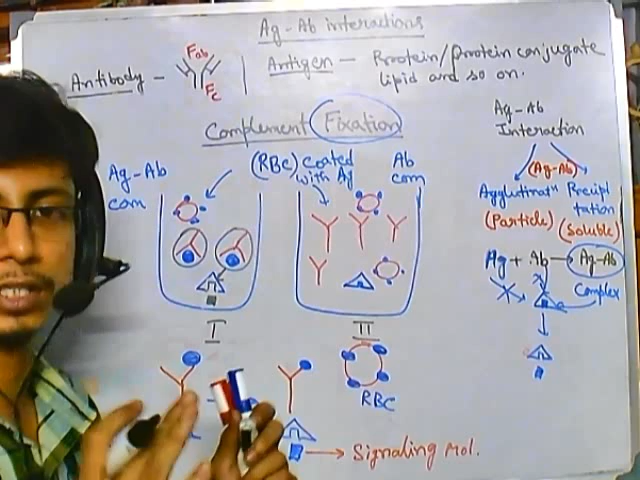 Ag-Ab interactions
Antibody -
Fab
Fc
Antigen - Protein/protein conjugate
lipid and so on.
Complement Fixation
Ag-Ab
com
(RBC) coated
with Ag
Ab
com
I
II
RBC
Signaling Mol.
Ag-Ab
Interaction
(Ag-Ab)
Agglutinatn
(Particle)
Precipi
tation
(Soluble)
Ag + Ab → Ag-Ab
Complex